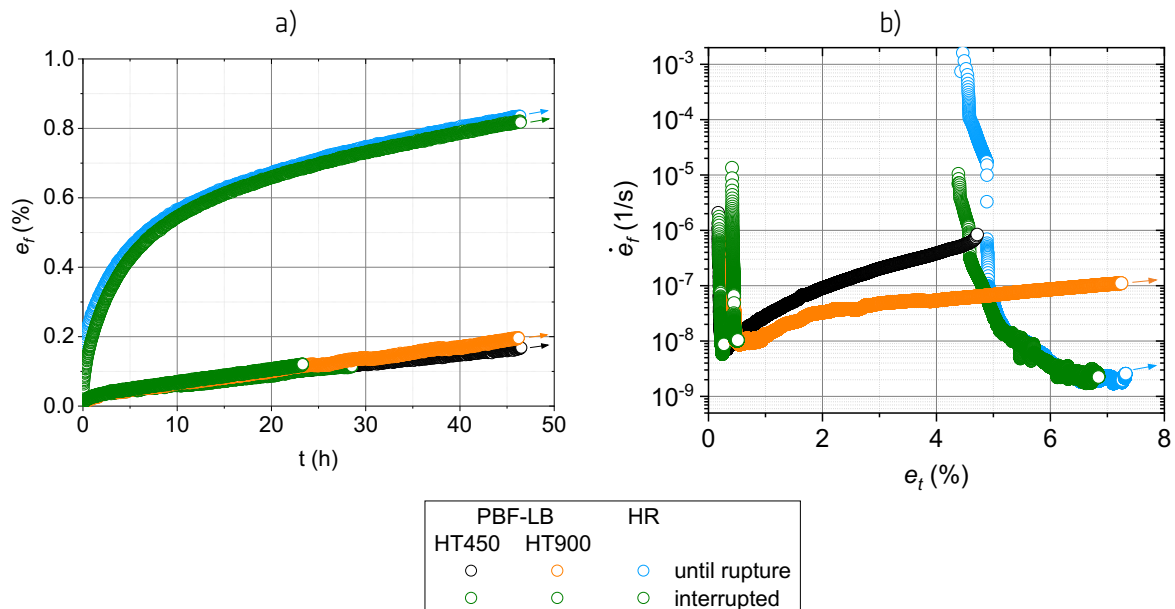 a)
1.0
0.8
0.6
0.4
0.2
0.0
e_f (%)
0 10 20 30 40 50
t (h)
b)
10⁻³
10⁻⁴
10⁻⁵
10⁻⁶
10⁻⁷
10⁻⁸
10⁻⁹
ė_f (1/s)
0 2 4 6 8
e_t (%)
PBF-LB HR
HT450 HT900
until rupture
interrupted